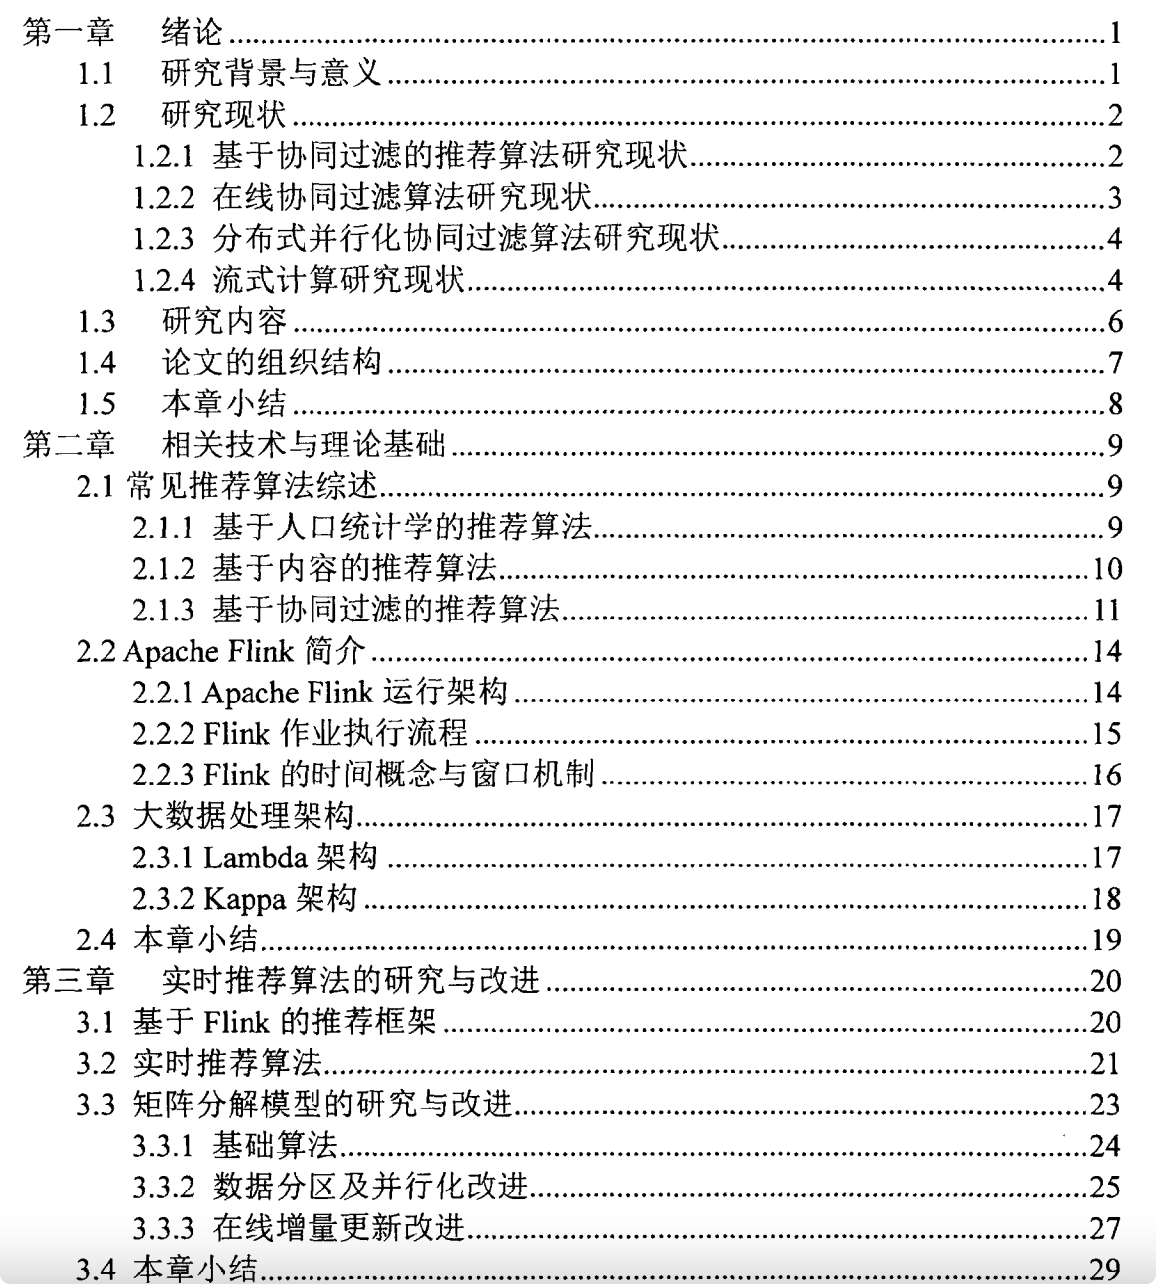 第一章 绪论 1
1.1 研究背景与意义 1
1.2 研究现状 2
1.2.1 基于协同过滤的推荐算法研究现状 2
1.2.2 在线协同过滤算法研究现状 3
1.2.3 分布式并行化协同过滤算法研究现状 4
1.2.4 流式计算研究现状 4
1.3 研究内容 6
1.4 论文的组织结构 7
1.5 本章小结 8
第二章 相关技术与理论基础 9
2.1 常见推荐算法综述 9
2.1.1 基于人口统计学的推荐算法 9
2.1.2 基于内容的推荐算法 10
2.1.3 基于协同过滤的推荐算法 11
2.2 Apache Flink 简介 14
2.2.1 Apache Flink 运行架构 14
2.2.2 Flink 作业执行流程 15
2.2.3 Flink 的时间概念与窗口机制 16
2.3 大数据处理架构 17
2.3.1 Lambda 架构 17
2.3.2 Kappa 架构 18
2.4 本章小结 19
第三章 实时推荐算法的研究与改进 20
3.1 基于 Flink 的推荐框架 20
3.2 实时推荐算法 21
3.3 矩阵分解模型的研究与改进 23
3.3.1 基础算法 24
3.3.2 数据分区及并行化改进 25
3.3.3 在线增量更新改进 27
3.4 本章小结 29